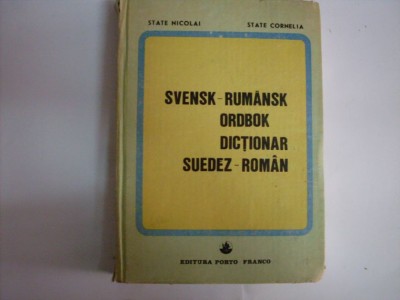 STATE NICOLAI STATE CORNELIA
SVENSK-RUMÄNSK
ORDBOK
DICȚIONAR
SUEDEZ-ROMÂN
EDITURA PORTO FRANCO